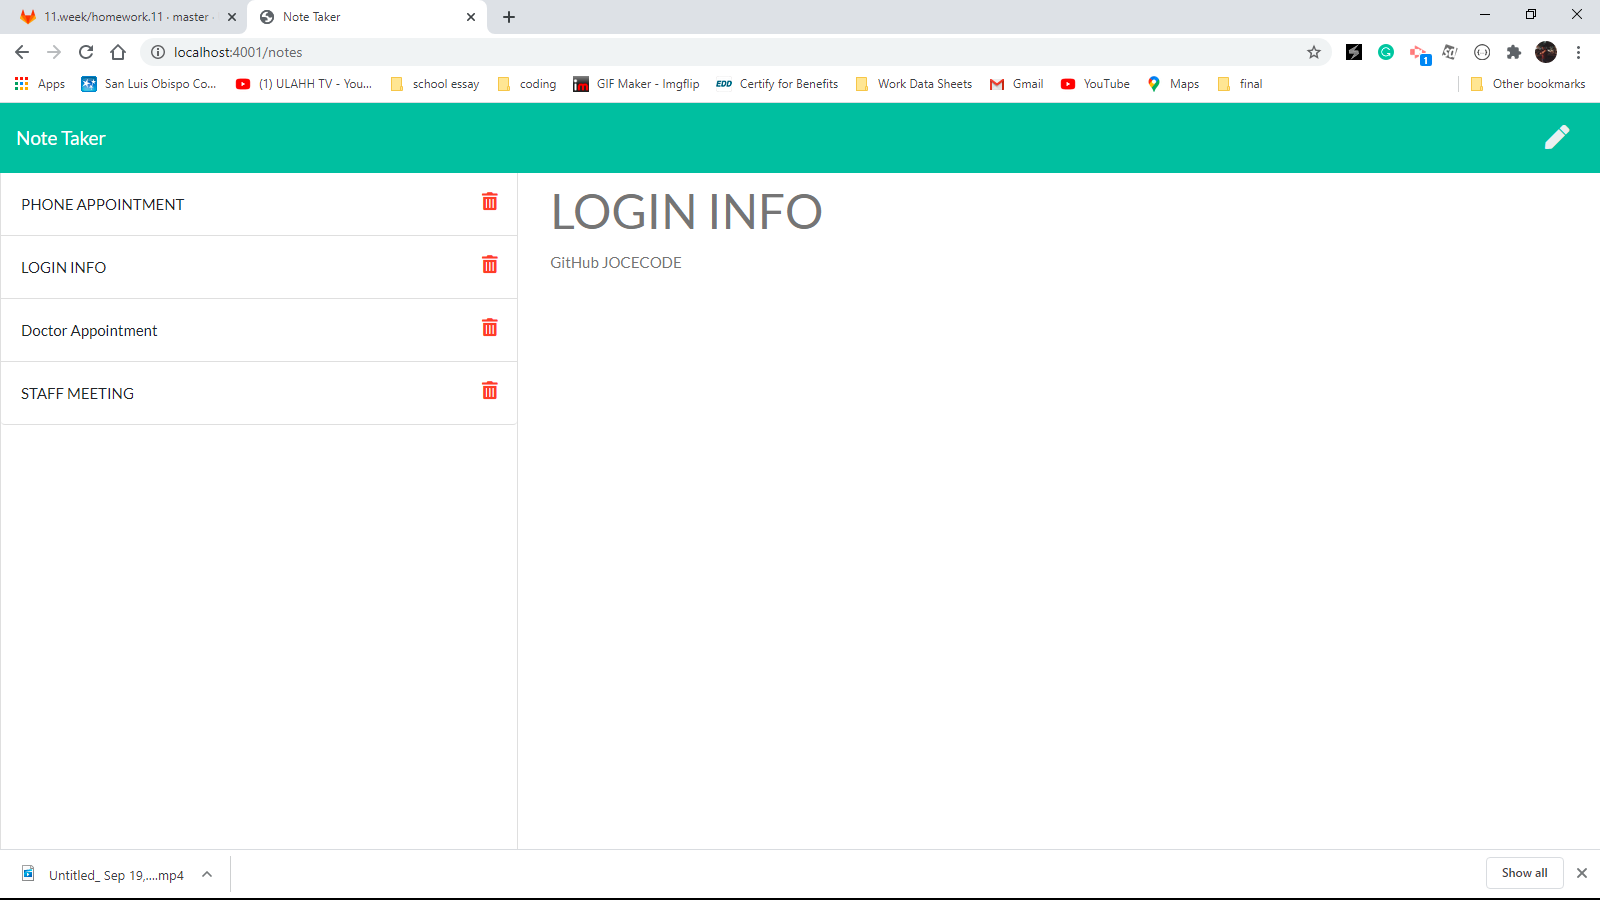 11.week/homework.11 · master ·
Note Taker
localhost:4001/notes
1
Apps
San Luis Obispo Co...
(1) ULAHH TV - You...
school essay
coding
im
GIF Maker - Imgflip
EDD
Certify for Benefits
Work Data Sheets
Gmail
YouTube
Maps
final
Other bookmarks
Note Taker
PHONE APPOINTMENT
LOGIN INFO
Doctor Appointment
STAFF MEETING
LOGIN INFO
GitHub JOCECODE
Untitled_ Sep 19,....mp4
Show all